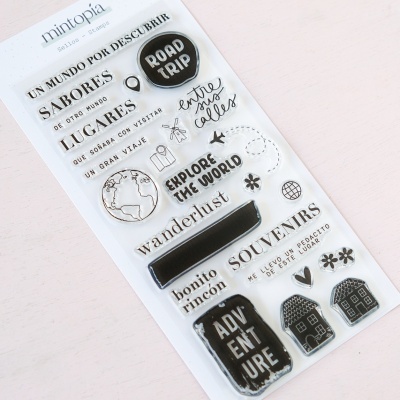 mintopía
Sellos - Stamps
UN MUNDO POR DESCUBRIR
ROAD
TRIP
SABORES
DE OTRO MUNDO
LUGARES
QUE SOÑABA CON VISITAR
UN GRAN VIAJE
entre
sus
calles
EXPLORE
THE WORLD
wanderlust
SOUVENIRS
ME LLEVO UN PEDACITO
DE ESTE LUGAR
bonito
rincón
ADV
ENT
URE